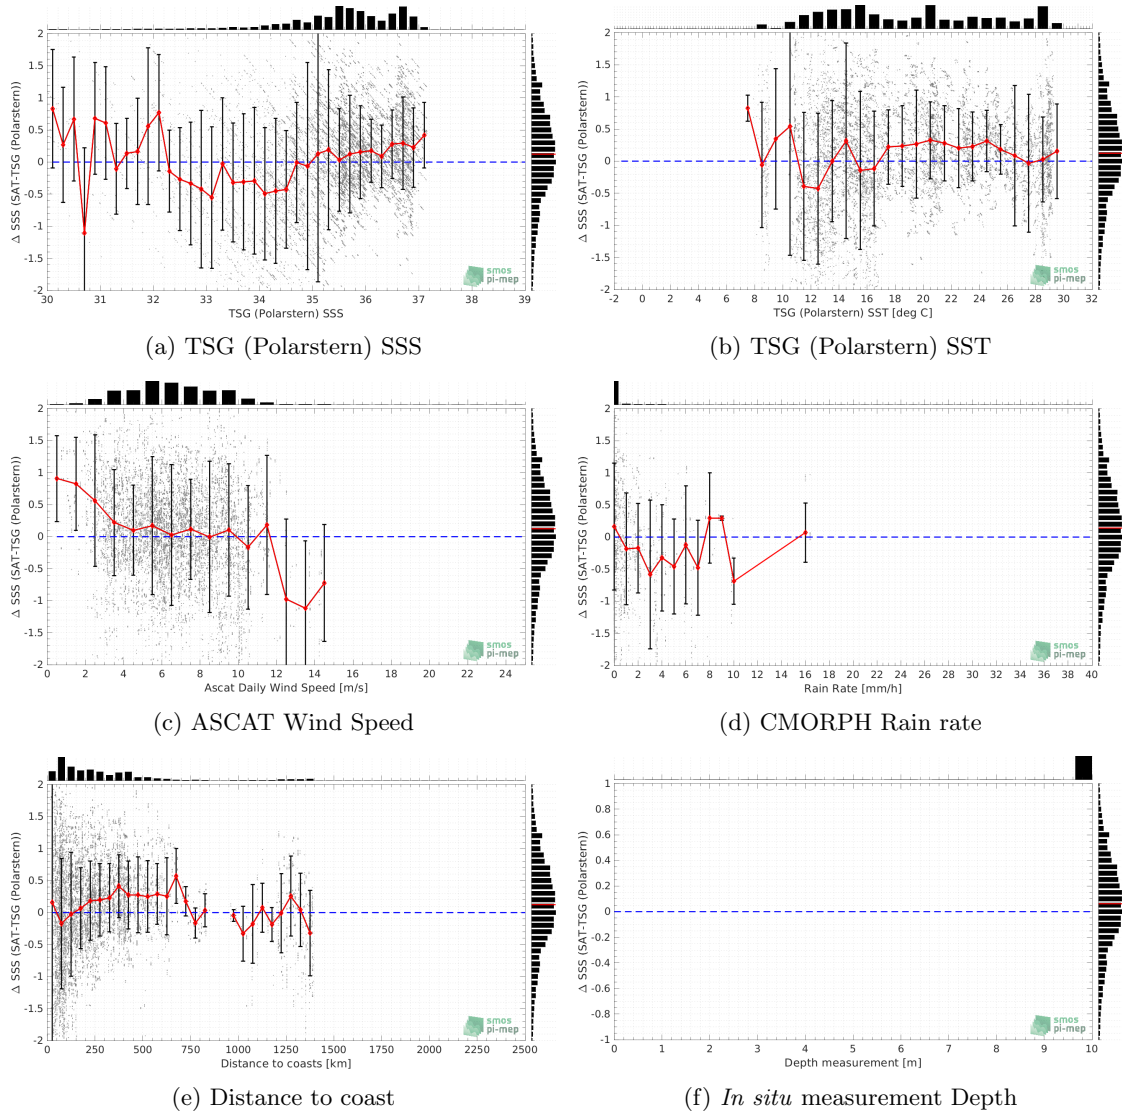 2
1.5
1
0.5
0
-0.5
-1
-1.5
-2
Δ SSS (SAT-TSG (Polarstern))
30 31 32 33 34 35 36 37 38 39
TSG (Polarstern) SSS
smos
pi-mep
(a) TSG (Polarstern) SSS
2
1.5
1
0.5
0
-0.5
-1
-1.5
-2
Δ SSS (SAT-TSG (Polarstern))
-2 0 2 4 6 8 10 12 14 16 18 20 22 24 26 28 30 32
TSG (Polarstern) SST [deg C]
smos
pi-mep
(b) TSG (Polarstern) SST
2
1.5
1
0.5
0
-0.5
-1
-1.5
-2
Δ SSS (SAT-TSG (Polarstern))
0 2 4 6 8 10 12 14 16 18 20 22 24
Ascat Daily Wind Speed [m/s]
smos
pi-mep
(c) ASCAT Wind Speed
2
1.5
1
0.5
0
-0.5
-1
-1.5
-2
Δ SSS (SAT-TSG (Polarstern))
0 2 4 6 8 10 12 14 16 18 20 22 24 26 28 30 32 34 36 38 40
Rain Rate [mm/h]
smos
pi-mep
(d) CMORPH Rain rate
2
1.5
1
0.5
0
-0.5
-1
-1.5
-2
Δ SSS (SAT-TSG (Polarstern))
0 250 500 750 1000 1250 1500 1750 2000 2250 2500
Distance to coasts [km]
smos
pi-mep
(e) Distance to coast
1
0.8
0.6
0.4
0.2
0
-0.2
-0.4
-0.6
-0.8
-1
Δ SSS (SAT-TSG (Polarstern))
0 1 2 3 4 5 6 7 8 9 10
Depth measurement [m]
smos
pi-mep
(f) In situ measurement Depth